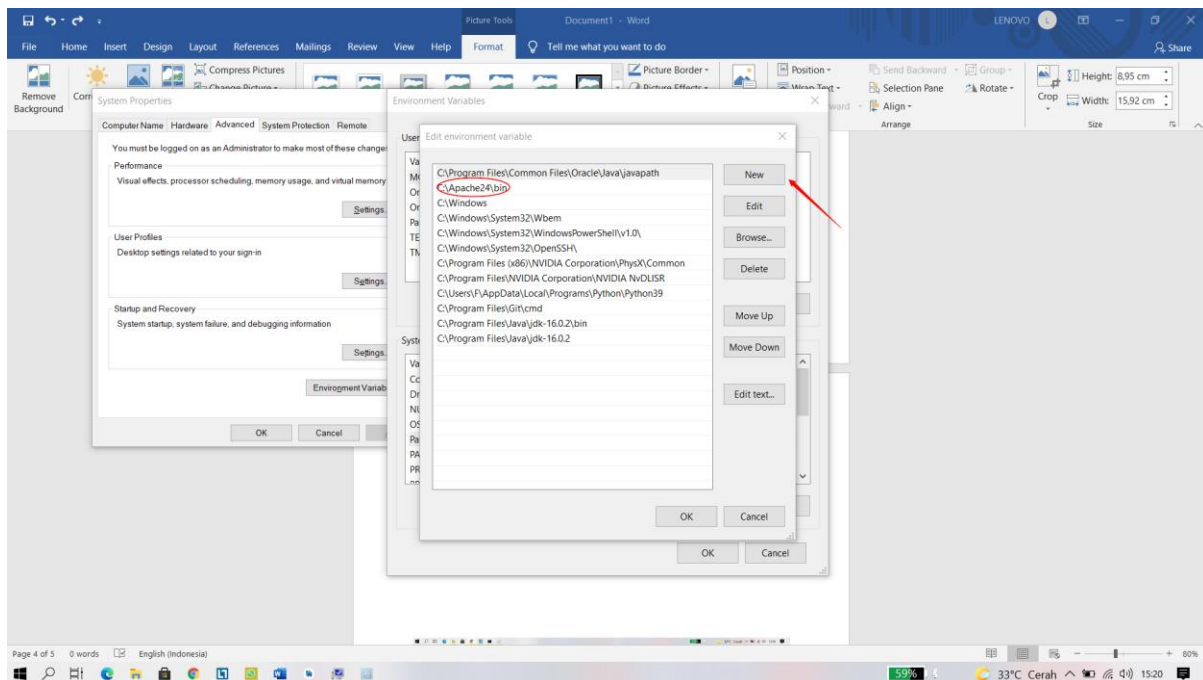 Picture Tools
Document1 - Word
LENOVO
L
File Home Insert Design Layout References Mailings Review View Help Format Tell me what you want to do
Share
Remove Background
Compress Pictures
Picture Border
Position
Send Backward
Group
Selection Pane
Rotate
Align
Arrange
Crop
Height: 8,95 cm
Width: 15,92 cm
Size
System Properties
Computer Name Hardware Advanced System Protection Remote
You must be logged on as an Administrator to make most of these change
Performance
Visual effects, processor scheduling, memory usage, and virtual memory
Settings.
User Profiles
Desktop settings related to your sign-in
Settings.
Startup and Recovery
System startup, system failure, and debugging information
Settings.
Environment Variab
OK Cancel
Environment Variables
User
Edit environment variable
C:\Program Files\Common Files\Oracle\Java\javapath
C:\Apache24\bin
C:\Windows
C:\Windows\System32\Wbem
C:\Windows\System32\WindowsPowerShell\v1.0\
C:\Windows\System32\OpenSSH\
C:\Program Files (x86)\NVIDIA Corporation\PhysX\Common
C:\Program Files\NVIDIA Corporation\NVIDIA NvDLISR
C:\Users\F\AppData\Local\Programs\Python\Python39
C:\Program Files\Git\cmd
C:\Program Files\Java\jdk-16.0.2\bin
C:\Program Files\Java\jdk-16.0.2
New
Edit
Browse...
Delete
Move Up
Move Down
Edit text...
OK Cancel
OK Cancel
Page 4 of 5 0 words English (Indonesia)
80%
59%
33°C Cerah
15:20